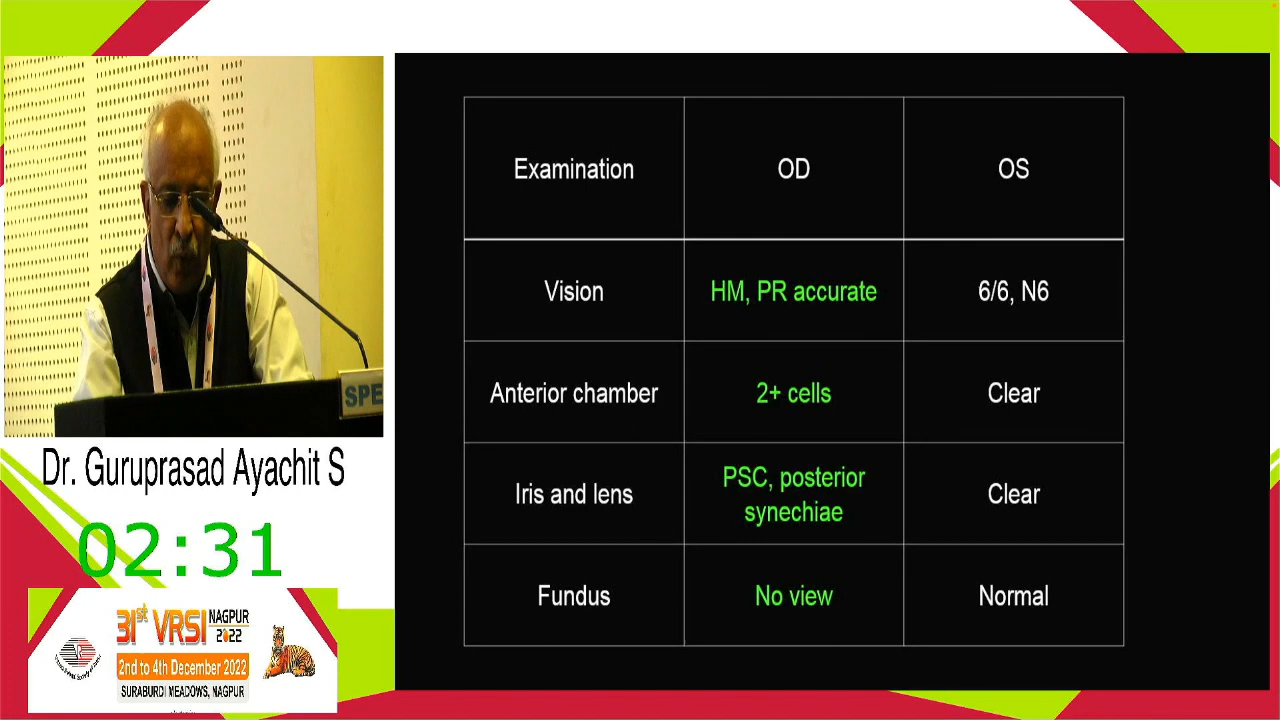 Examination OD OS
Vision HM, PR accurate 6/6, N6
Anterior chamber 2+ cells Clear
Iris and lens PSC, posterior synechiae Clear
Fundus No view Normal
SPE
Dr. Guruprasad Ayachit S
02:31
31st VRSI NAGPUR 2022
2nd to 4th December 2022
SURABURDI MEADOWS, NAGPUR